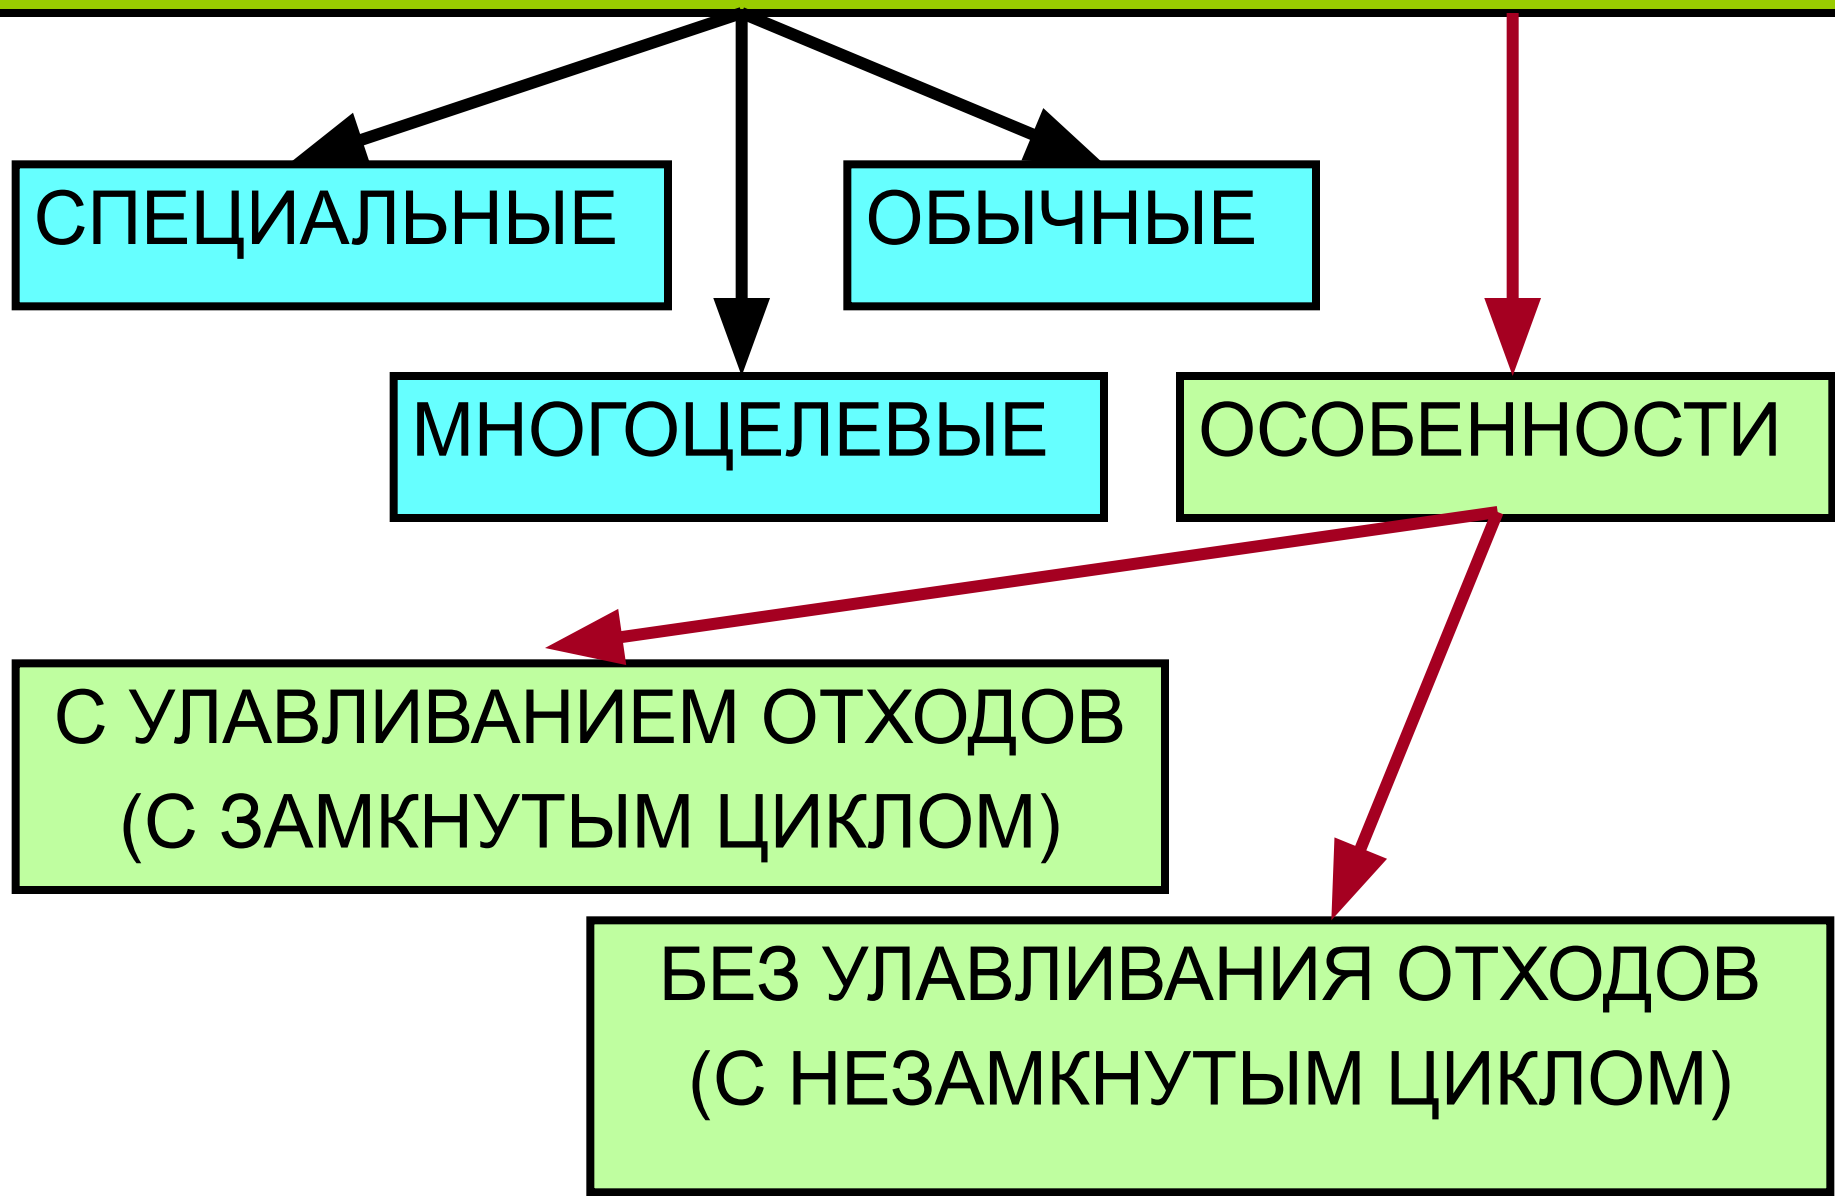 СПЕЦИАЛЬНЫЕ
ОБЫЧНЫЕ
МНОГОЦЕЛЕВЫЕ
ОСОБЕННОСТИ
С УЛАВЛИВАНИЕМ ОТХОДОВ
(С ЗАМКНУТЫМ ЦИКЛОМ)
БЕЗ УЛАВЛИВАНИЯ ОТХОДОВ
(С НЕЗАМКНУТЫМ ЦИКЛОМ)